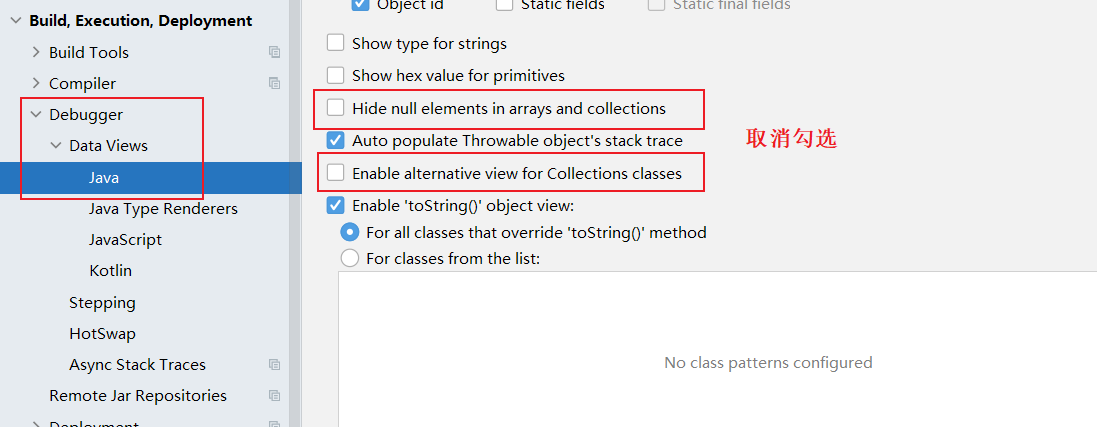 Build, Execution, Deployment
Build Tools
Compiler
Debugger
Data Views
Java
Java Type Renderers
JavaScript
Kotlin
Stepping
HotSwap
Async Stack Traces
Remote Jar Repositories
Deployment
Object id
Static fields
Static final fields
Show type for strings
Show hex value for primitives
Hide null elements in arrays and collections
Auto populate Throwable object's stack trace
取消勾选
Enable alternative view for Collections classes
Enable 'toString()' object view:
For all classes that override 'toString()' method
For classes from the list:
No class patterns configured